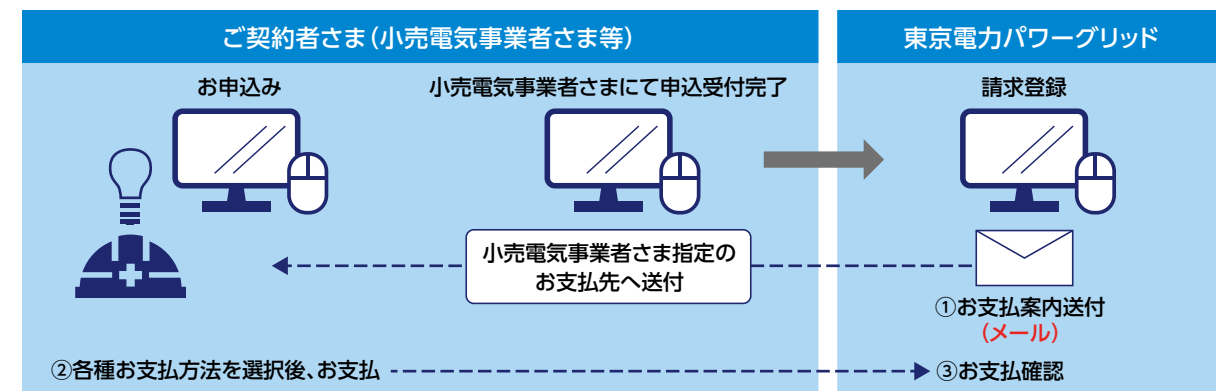 ご契約者さま（小売電気事業者さま等）
東京電力パワーグリッド
お申込み
小売電気事業者さまにて申込受付完了
請求登録
小売電気事業者さま指定の
お支払先へ送付
①お支払案内送付
（メール）
②各種お支払方法を選択後、お支払
③お支払確認